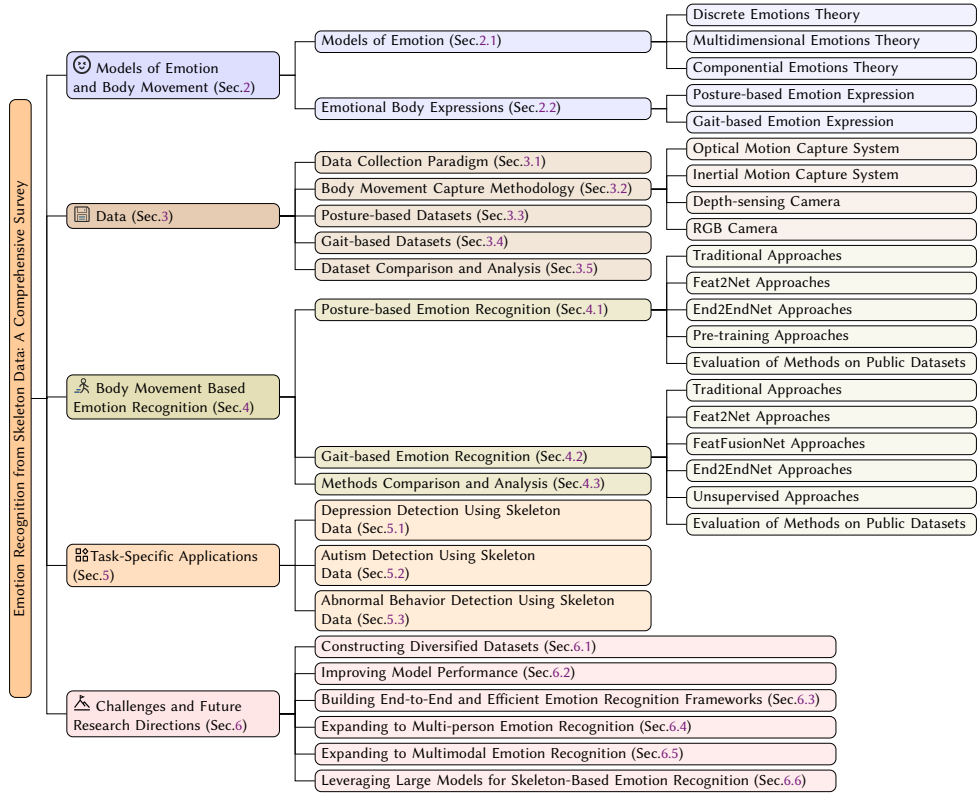 Emotion Recognition from Skeleton Data: A Comprehensive Survey
Models of Emotion
and Body Movement (Sec.2)
Models of Emotion (Sec.2.1)
Discrete Emotions Theory
Multidimensional Emotions Theory
Componential Emotions Theory
Emotional Body Expressions (Sec.2.2)
Posture-based Emotion Expression
Gait-based Emotion Expression
Data (Sec.3)
Data Collection Paradigm (Sec.3.1)
Body Movement Capture Methodology (Sec.3.2)
Optical Motion Capture System
Inertial Motion Capture System
Depth-sensing Camera
RGB Camera
Posture-based Datasets (Sec.3.3)
Gait-based Datasets (Sec.3.4)
Dataset Comparison and Analysis (Sec.3.5)
Body Movement Based
Emotion Recognition (Sec.4)
Posture-based Emotion Recognition (Sec.4.1)
Traditional Approaches
Feat2Net Approaches
End2EndNet Approaches
Pre-training Approaches
Evaluation of Methods on Public Datasets
Gait-based Emotion Recognition (Sec.4.2)
Traditional Approaches
Feat2Net Approaches
FeatFusionNet Approaches
End2EndNet Approaches
Unsupervised Approaches
Evaluation of Methods on Public Datasets
Methods Comparison and Analysis (Sec.4.3)
Task-Specific Applications
(Sec.5)
Depression Detection Using Skeleton
Data (Sec.5.1)
Autism Detection Using Skeleton
Data (Sec.5.2)
Abnormal Behavior Detection Using Skeleton
Data (Sec.5.3)
Challenges and Future
Research Directions (Sec.6)
Constructing Diversified Datasets (Sec.6.1)
Improving Model Performance (Sec.6.2)
Building End-to-End and Efficient Emotion Recognition Frameworks (Sec.6.3)
Expanding to Multi-person Emotion Recognition (Sec.6.4)
Expanding to Multimodal Emotion Recognition (Sec.6.5)
Leveraging Large Models for Skeleton-Based Emotion Recognition (Sec.6.6)